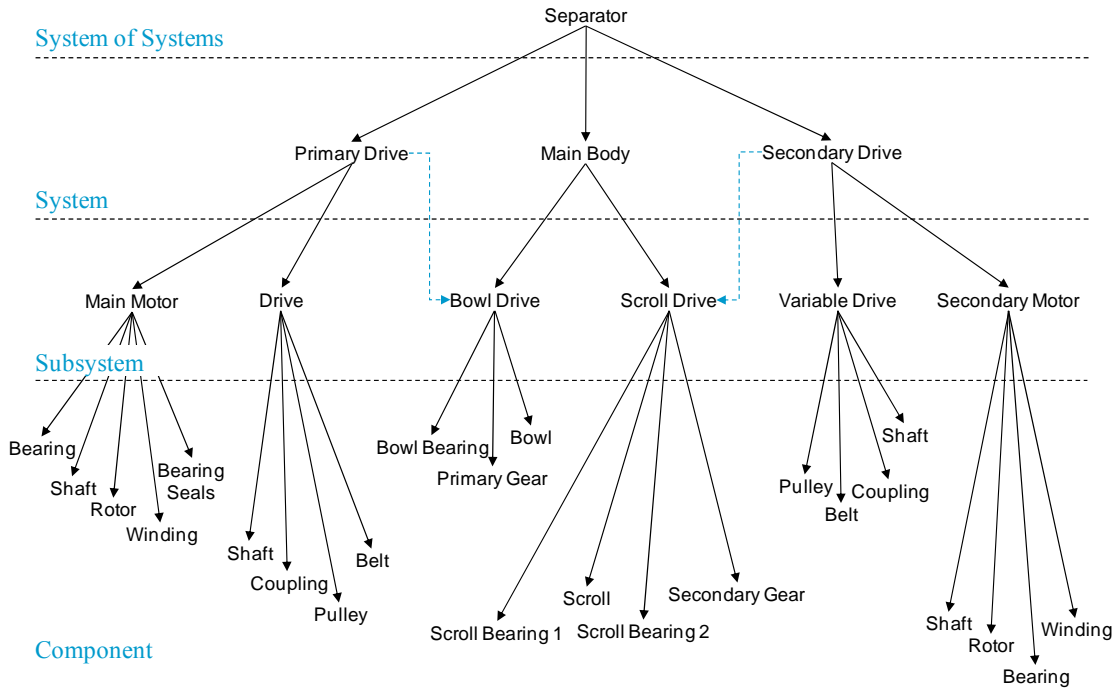 Separator
System of Systems
Primary Drive
Main Body
Secondary Drive
System
Main Motor
Drive
Bowl Drive
Scroll Drive
Variable Drive
Secondary Motor
Subsystem
Bearing
Shaft
Rotor
Winding
Bearing
Seals
Shaft
Coupling
Pulley
Belt
Bowl Bearing
Primary Gear
Bowl
Scroll Bearing 1
Scroll
Scroll Bearing 2
Secondary Gear
Pulley
Belt
Coupling
Shaft
Shaft
Rotor
Bearing
Winding
Component